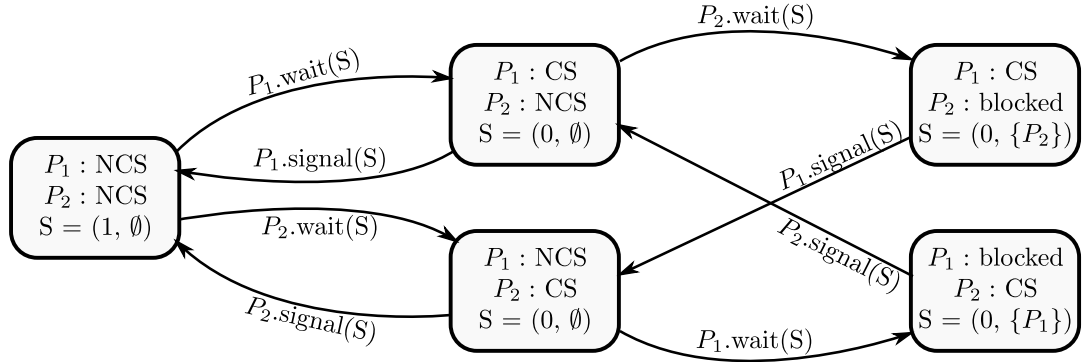 P₂.wait(S)
P₁ : CS
P₂ : NCS
S = (0, ∅)
P₁ : CS
P₂ : blocked
S = (0, {P₂})
P₁.wait(S)
P₁.signal(S)
P₁ : NCS
P₂ : NCS
S = (1, ∅)
P₁.signal(S)
P₂.wait(S)
P₂.signal(S)
P₁ : NCS
P₂ : CS
S = (0, ∅)
P₁ : blocked
P₂ : CS
S = (0, {P₁})
P₂.signal(S)
P₁.wait(S)